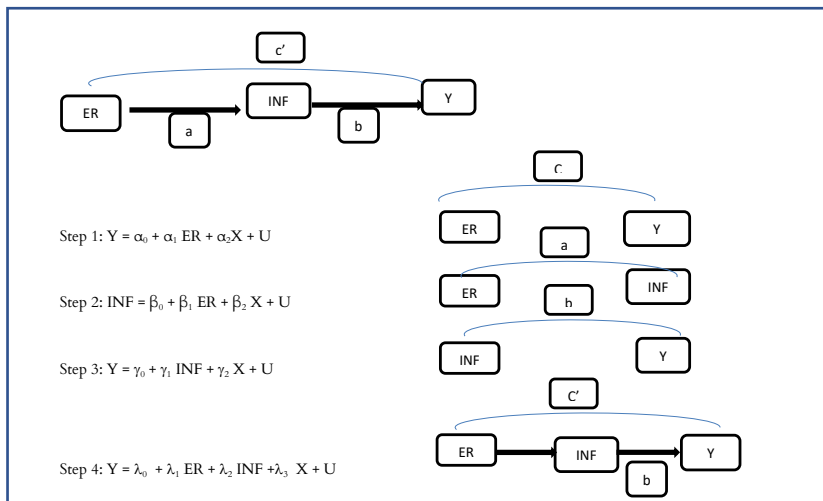 c'
ER
INF
Y
a
b
C
Step 1: Y = α₀ + α₁ ER + α₂X + U
ER
Y
a
Step 2: INF = β₀ + β₁ ER + β₂ X + U
ER
INF
b
Step 3: Y = γ₀ + γ₁ INF + γ₂ X + U
INF
Y
C'
Step 4: Y = λ₀ + λ₁ ER + λ₂ INF +λ₃ X + U
ER
INF
Y
b